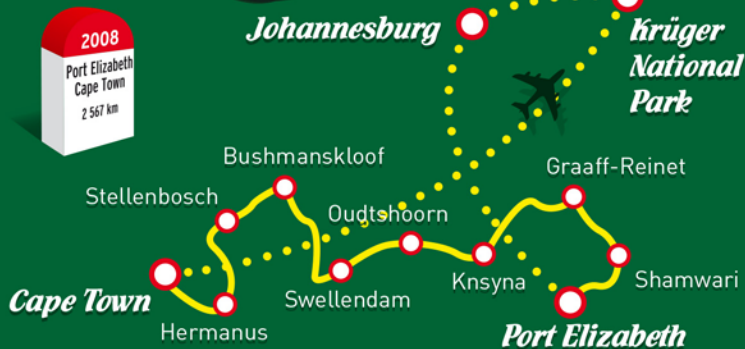 2008
Port Elizabeth
Cape Town
2 567 km
Johannesburg
Krüger
National
Park
Bushmanskloof
Graaff-Reinet
Stellenbosch
Oudtshoorn
Knsyna
Shamwari
Swellendam
Cape Town
Hermanus
Port Elizabeth